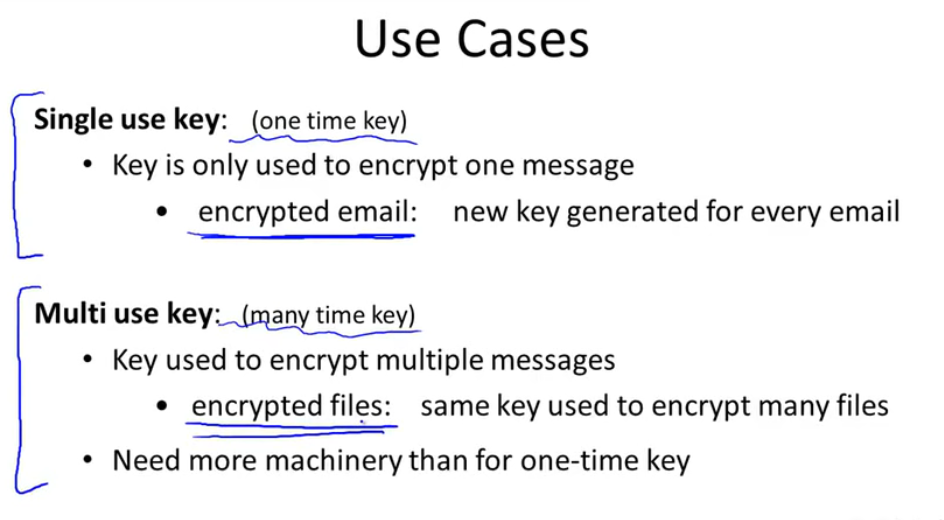 Use Cases
Single use key: (one time key)
• Key is only used to encrypt one message
• encrypted email: new key generated for every email
Multi use key: (many time key)
• Key used to encrypt multiple messages
• encrypted files: same key used to encrypt many files
• Need more machinery than for one-time key